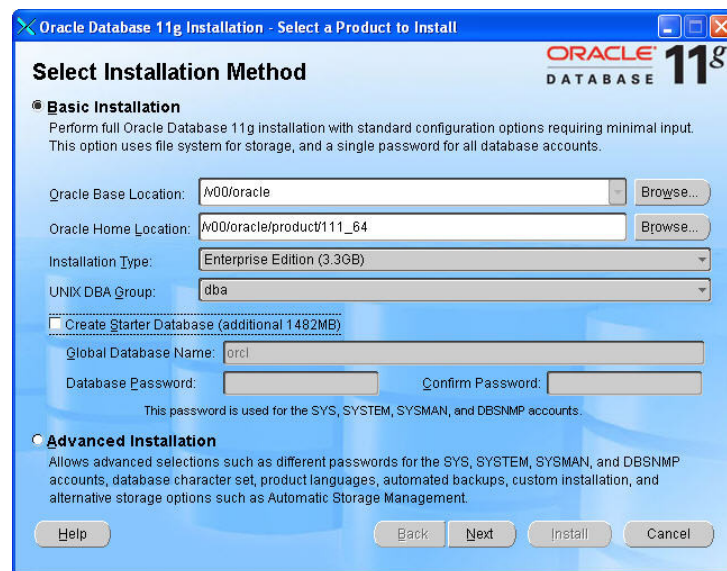 Oracle Database 11g Installation - Select a Product to Install
Select Installation Method
ORACLE
DATABASE 11g
Basic Installation
Perform full Oracle Database 11g installation with standard configuration options requiring minimal input.
This option uses file system for storage, and a single password for all database accounts.
Oracle Base Location: /v00/oracle Browse...
Oracle Home Location: /v00/oracle/product/111_64 Browse...
Installation Type: Enterprise Edition (3.3GB)
UNIX DBA Group: dba
Create Starter Database (additional 1482MB)
Global Database Name: orcl
Database Password: Confirm Password:
This password is used for the SYS, SYSTEM, SYSMAN, and DBSNMP accounts.
Advanced Installation
Allows advanced selections such as different passwords for the SYS, SYSTEM, SYSMAN, and DBSNMP
accounts, database character set, product languages, automated backups, custom installation, and
alternative storage options such as Automatic Storage Management.
Help Back Next Install Cancel